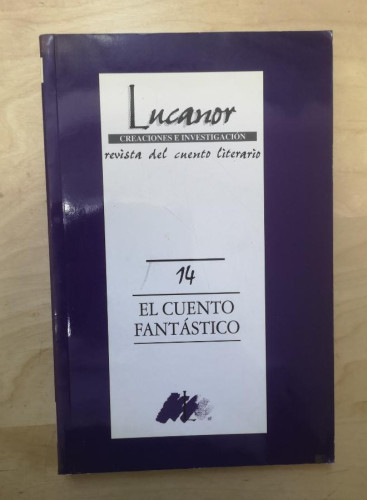 Lucanor
CREACIONES E INVESTIGACIÓN
revista del cuento literario
14
EL CUENTO
FANTÁSTICO